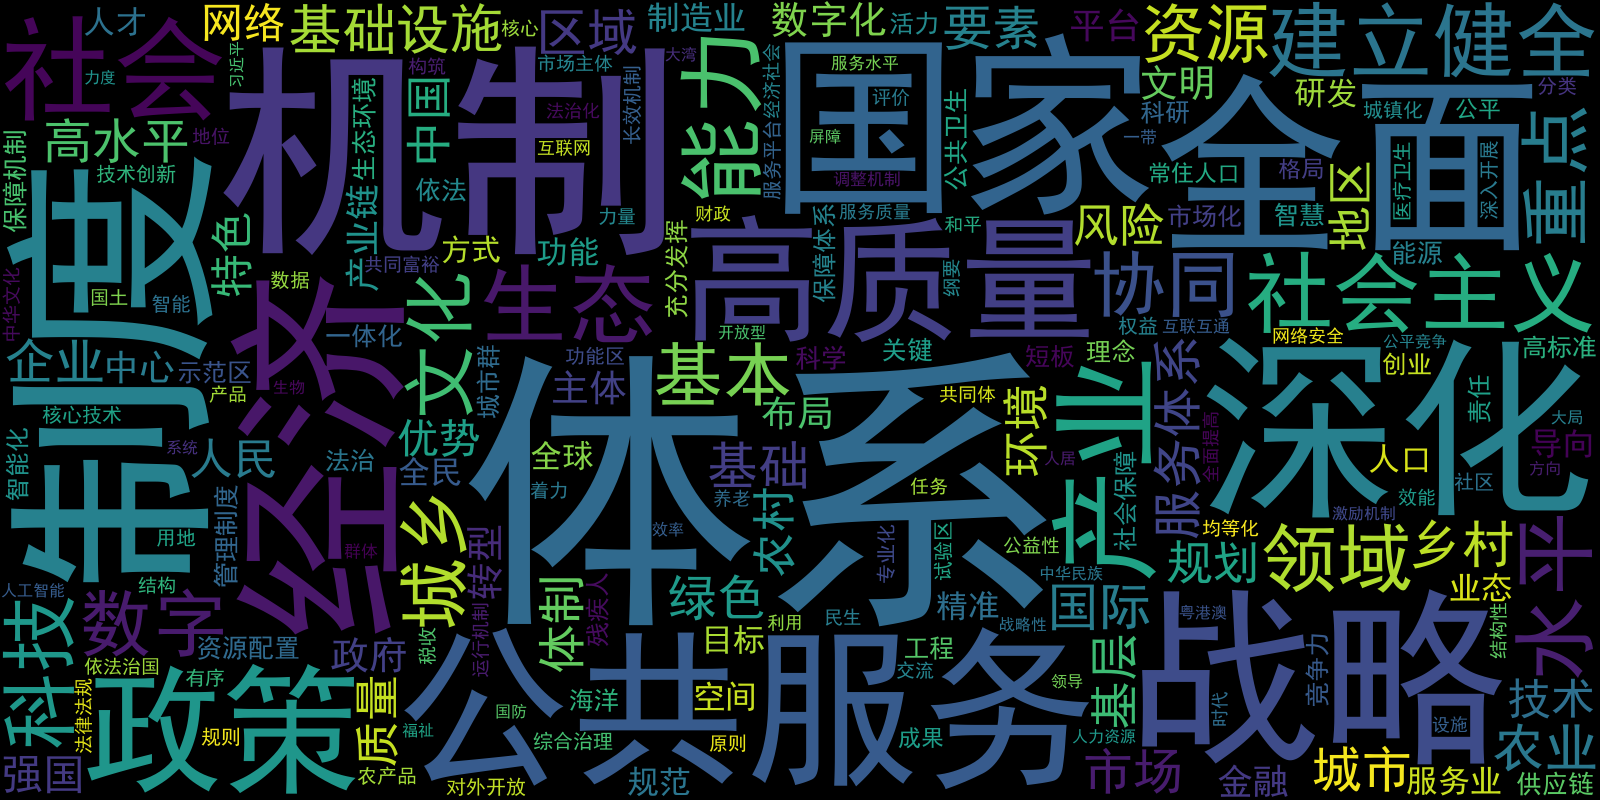 体系
机制
国家
全面
制度
经济
深化
高质量
公共服务
战略
社会
政策
产业
能力
建立健全
社会主义
生态
文化
城乡
科技
数字
领域
水平
重点
资源
基础设施
基本
基础
协同
风险
环境
服务体系
乡村
规划
国际
城市
市场
农业
技术
地区
要素
区域
网络
中国
高水平
特色
产业链
企业
中心
人民
优势
绿色
体制
转型
质量
强国
政府
目标
空间
基层
精准
农村
布局
主体
全民
全球
功能
方式
依法
一体化
示范区
法治
管理制度
资源配置
人才
制造业
数字化
活力
平台
文明
研发
科研
智慧
市场化
常住人口
能源
格局
公平
城镇化
分类
高标准
创业
责任
导向
人口
效能
社区
业态
金融
服务业
供应链
竞争力
结构性
时代
设施
人力资源
成果
工程
交流
领导
利用
民生
原则
规范
海洋
综合治理
对外开放
农产品
福祉
国防
税收
运行机制
残疾人
规则
有序
依法治国
法律法规
结构
用地
人工智能
智能化
核心技术
系统
产品
生物
数据
国土
智能
共同富裕
中华文化
保障机制
技术创新
地位
力度
习近平
核心
构筑
市场主体
大湾
法治化
互联网
长效机制
力量
生态环境
财政
充分发挥
服务平台
经济社会
服务水平
评价
屏障
调整机制
服务质量
保障体系
和平
纲要
公共卫生
一带
医疗卫生
深入开展
权益
互联互通
网络安全
公平竞争
理念
短板
关键
科学
开放型
共同体
功能区
城市群
着力
养老
效率
群体
任务
试验区
专业化
公益性
社会保障
均等化
激励机制
全面提高
人居
大局
方向
中华民族
粤港澳
战略性